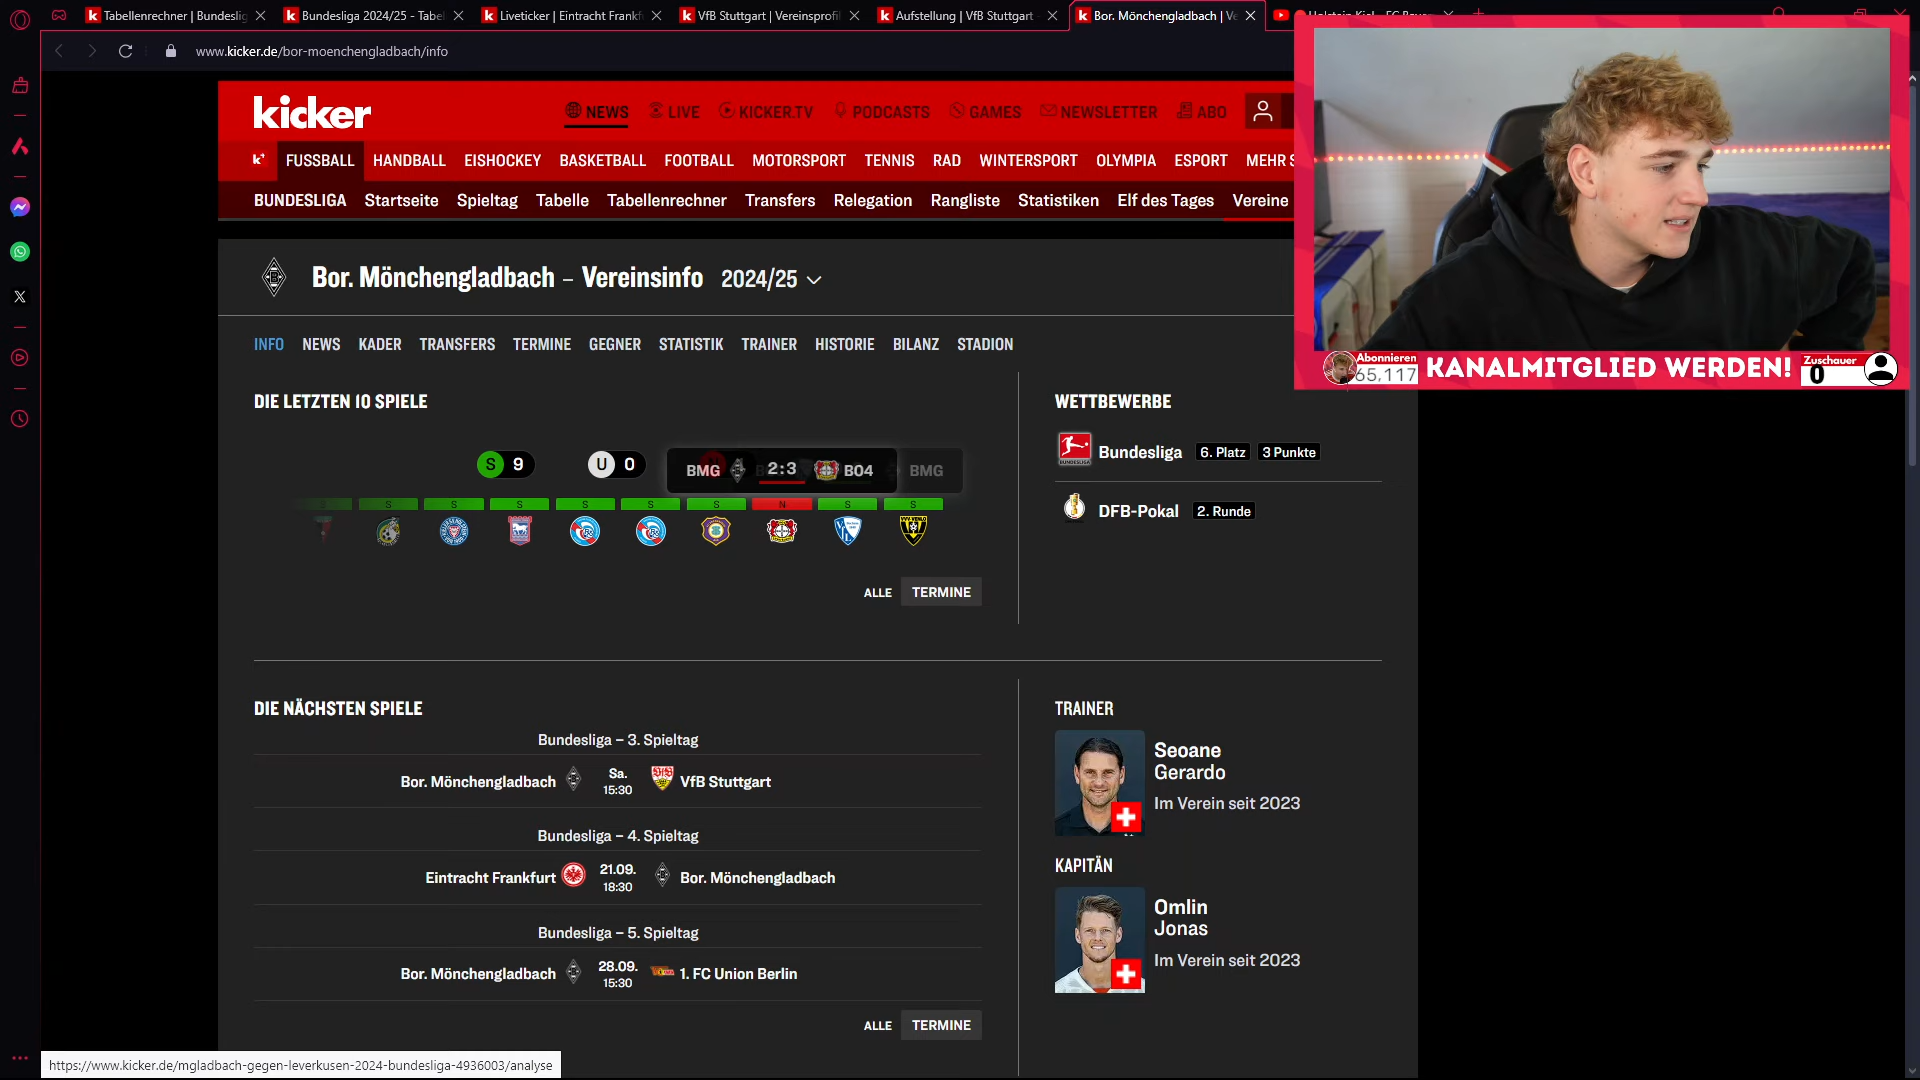 Tabellenrechner | Bundeslig
Bundesliga 2024/25 - Tabel
Liveticker | Eintracht Frankf
VfB Stuttgart | Vereinsprofil
Aufstellung | VfB Stuttgart
Bor. Mönchengladbach | Ve
www.kicker.de/bor-moenchengladbach/info
kicker
NEWS
LIVE
KICKER.TV
PODCASTS
GAMES
NEWSLETTER
ABO
FUSSBALL
HANDBALL
EISHOCKEY
BASKETBALL
FOOTBALL
MOTORSPORT
TENNIS
RAD
WINTERSPORT
OLYMPIA
ESPORT
MEHR S
BUNDESLIGA
Startseite
Spieltag
Tabelle
Tabellenrechner
Transfers
Relegation
Rangliste
Statistiken
Elf des Tages
Vereine
Bor. Mönchengladbach – Vereinsinfo 2024/25
INFO
NEWS
KADER
TRANSFERS
TERMINE
GEGNER
STATISTIK
TRAINER
HISTORIE
BILANZ
STADION
Abonnieren
65,117
KANALMITGLIED WERDEN!
Zuschauer
0
DIE LETZTEN 10 SPIELE
S 9
U 0
BMG 2:3 B04
BMG
S S S S S S S N S S
ALLE TERMINE
WETTBEWERBE
Bundesliga 6. Platz 3 Punkte
DFB-Pokal 2. Runde
DIE NÄCHSTEN SPIELE
Bundesliga – 3. Spieltag
Bor. Mönchengladbach Sa. 15:30 VfB Stuttgart
Bundesliga – 4. Spieltag
Eintracht Frankfurt 21.09. 18:30 Bor. Mönchengladbach
Bundesliga – 5. Spieltag
Bor. Mönchengladbach 28.09. 15:30 1. FC Union Berlin
ALLE TERMINE
TRAINER
Seoane
Gerardo
Im Verein seit 2023
KAPITÄN
Omlin
Jonas
Im Verein seit 2023
https://www.kicker.de/mgladbach-gegen-leverkusen-2024-bundesliga-4936003/analyse